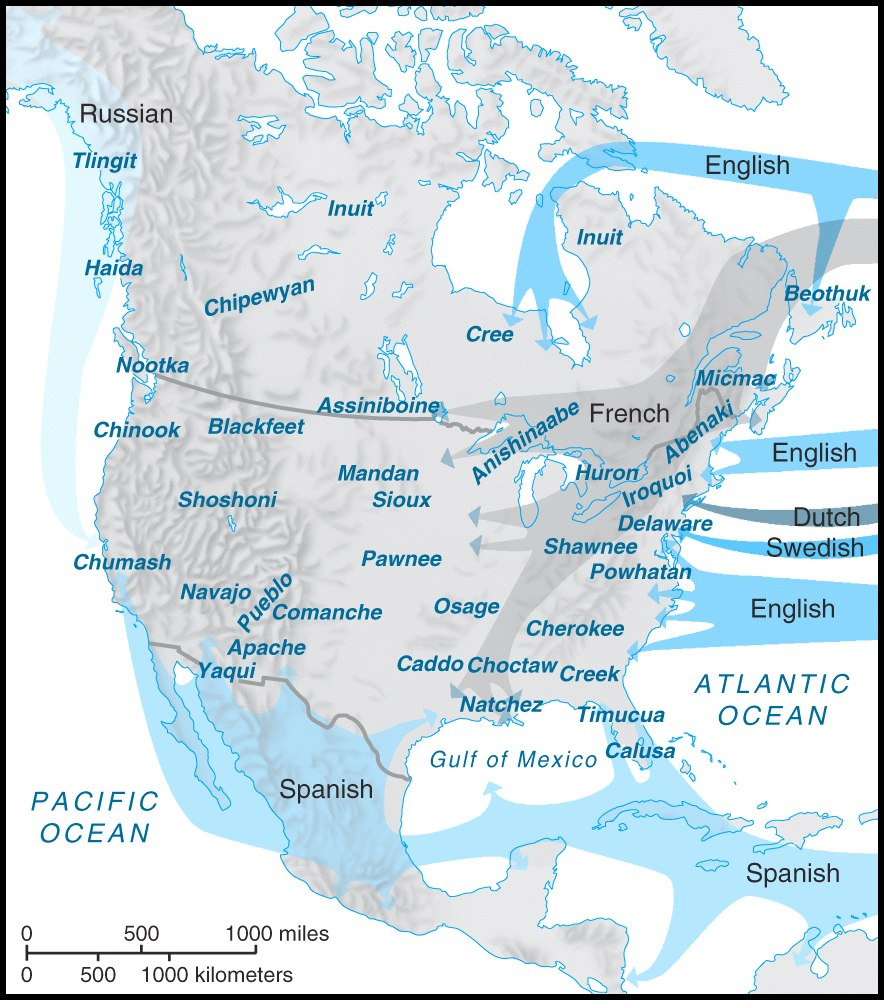 Russian
Tlingit
English
Inuit
Inuit
Haida
Chipewyan
Beothuk
Cree
Nootka
Micmac
Assiniboine
French
Chinook
Blackfeet
Anishinaabe
Abenaki
English
Mandan
Huron
Iroquoi
Shoshoni
Sioux
Dutch
Delaware
Swedish
Shawnee
Chumash
Pawnee
Powhatan
Navajo
Pueblo
Comanche
Osage
English
Cherokee
Apache
Yaqui
Caddo
Choctaw
Creek
ATLANTIC
OCEAN
Natchez
Timucua
Calusa
Gulf of Mexico
Spanish
PACIFIC
OCEAN
Spanish
0 500 1000 miles
0 500 1000 kilometers